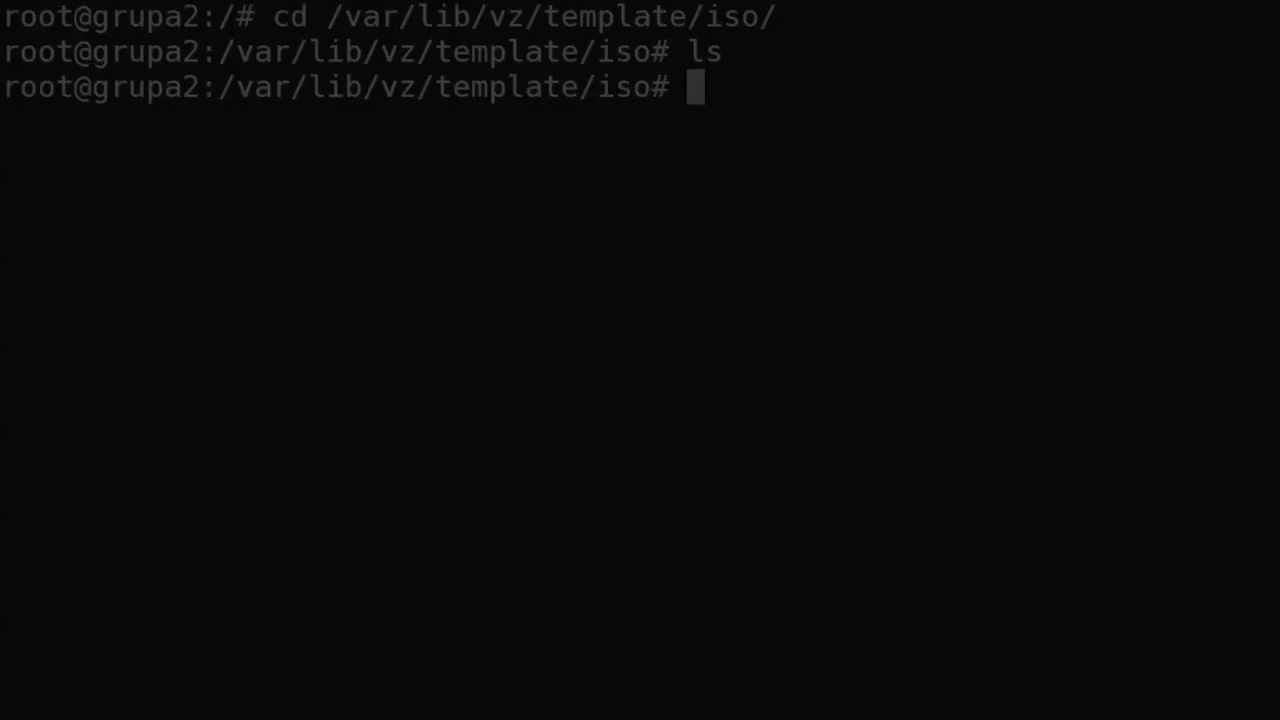 root@grupa2:/# cd /var/lib/vz/template/iso/
root@grupa2:/var/lib/vz/template/iso# ls
root@grupa2:/var/lib/vz/template/iso#